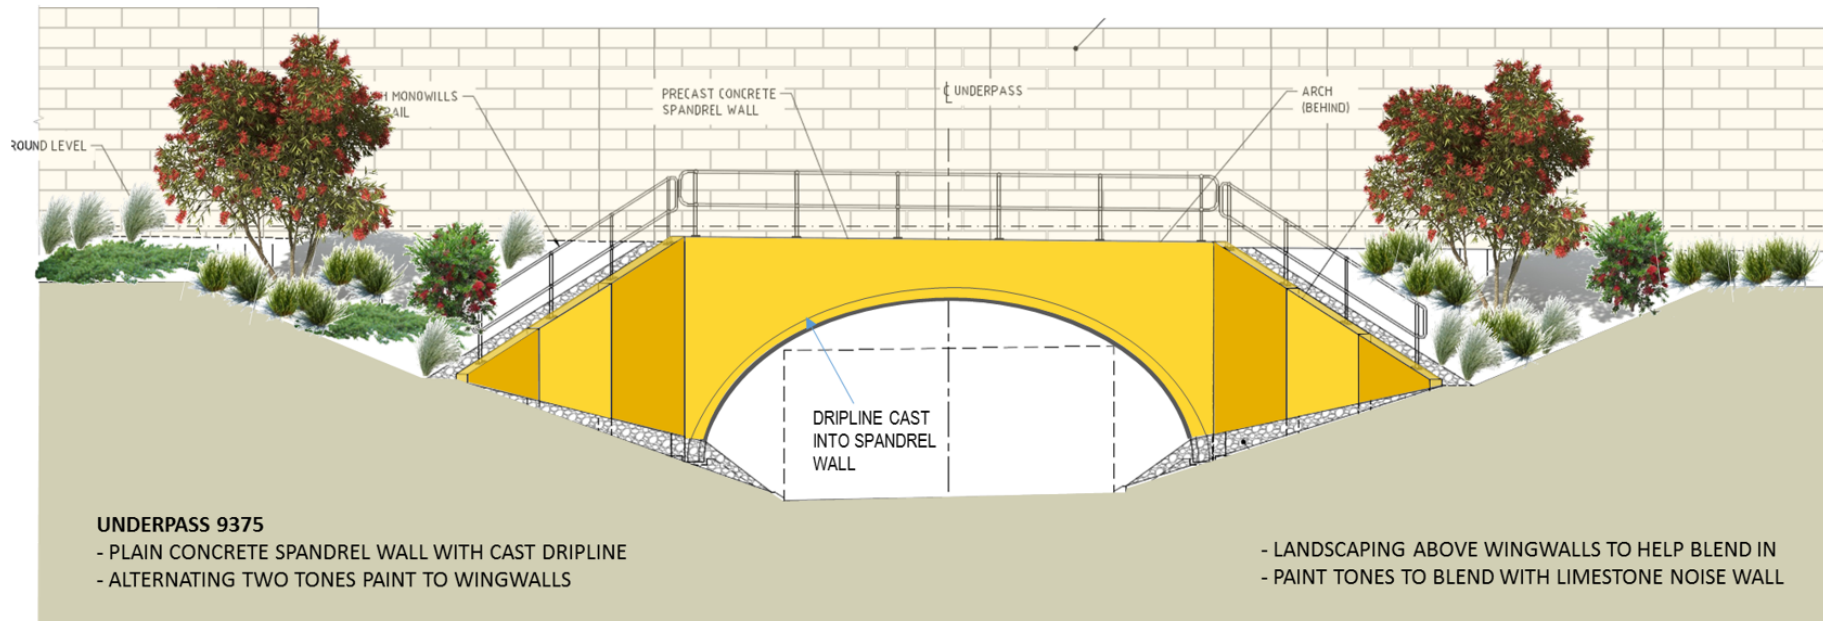 MONOWILLS
PRECAST CONCRETE
SPANDREL WALL
℄ UNDERPASS
ARCH
(BEHIND)
ROUND LEVEL
DRIPLINE CAST
INTO SPANDREL
WALL
UNDERPASS 9375
- PLAIN CONCRETE SPANDREL WALL WITH CAST DRIPLINE
- ALTERNATING TWO TONES PAINT TO WINGWALLS
- LANDSCAPING ABOVE WINGWALLS TO HELP BLEND IN
- PAINT TONES TO BLEND WITH LIMESTONE NOISE WALL